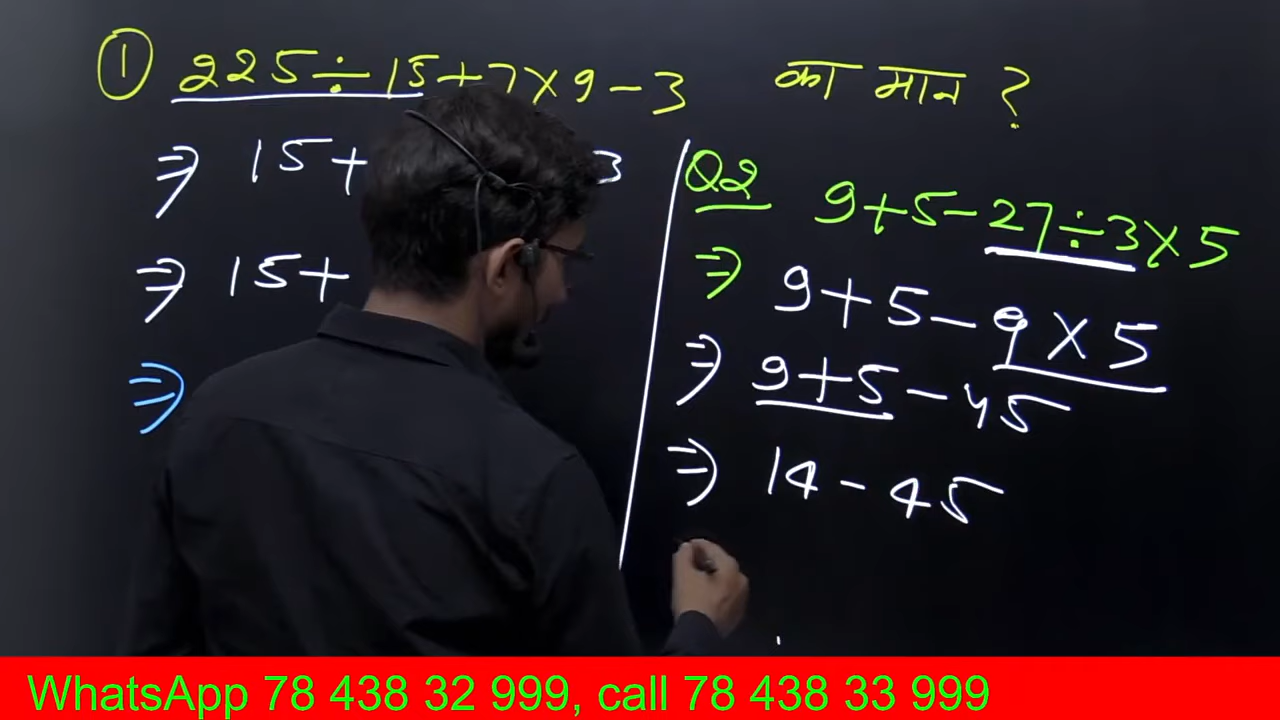 ① 225÷15+7×9-3 का मान ?
⇒ 15+ 3
⇒ 15+
⇒
Q2 9+5-27÷3×5
⇒ 9+5-9×5
⇒ 9+5-45
⇒ 14-45
WhatsApp 78 438 32 999, call 78 438 33 999